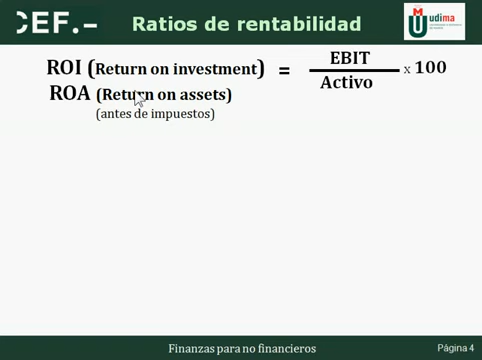 CEF.-
Ratios de rentabilidad
udima
ROI (Return on investment) = EBIT
Activo
x 100
ROA (Return on assets)
(antes de impuestos)
Finanzas para no financieros
Página 4